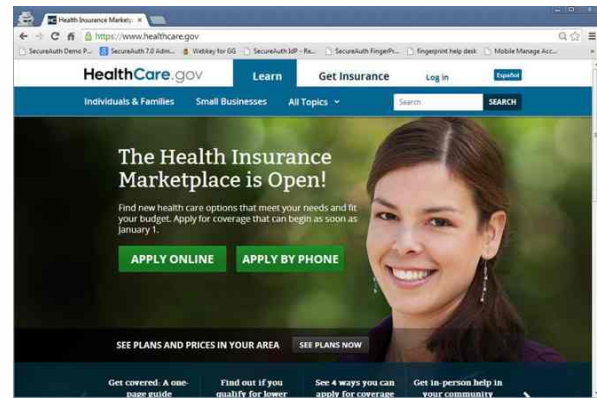 Health Insurance Marketp
https://www.healthcare.gov
SecureAuth Demo P... SecureAuth 7.0 Adm... Webkey for GG SecureAuth IdP - Re... SecureAuth FingerPr... fingerprint help desk Mobile Manage Acc...
HealthCare.gov Learn Get Insurance Log in Español
Individuals & Families Small Businesses All Topics Search SEARCH
The Health Insurance
Marketplace is Open!
Find new health care options that meet your needs and fit
your budget. Apply for coverage that can begin as soon as
January 1.
APPLY ONLINE APPLY BY PHONE
SEE PLANS AND PRICES IN YOUR AREA SEE PLANS NOW
Get covered: A one- Find out if you See 4 ways you can Get in-person help in
page guide qualify for lower apply for coverage your community